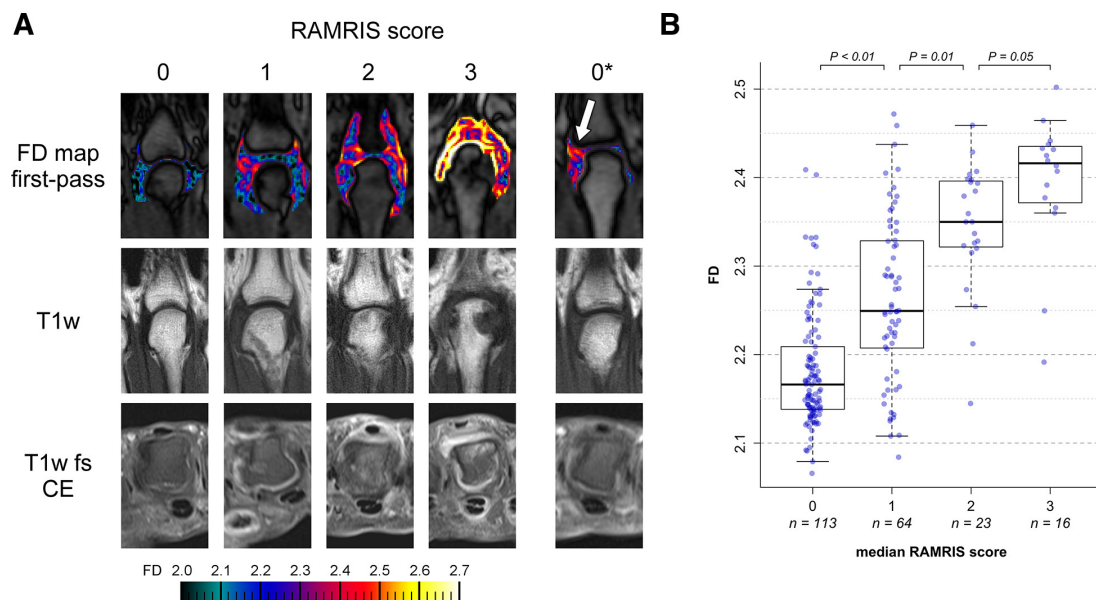 A
RAMRIS score
0 1 2 3 0*
FD map
first-pass
T1w
T1w fs
CE
FD 2.0 2.1 2.2 2.3 2.4 2.5 2.6 2.7
B
P < 0.01 P = 0.01 P = 0.05
FD
2.5
2.4
2.3
2.2
2.1
0 1 2 3
n = 113 n = 64 n = 23 n = 16
median RAMRIS score